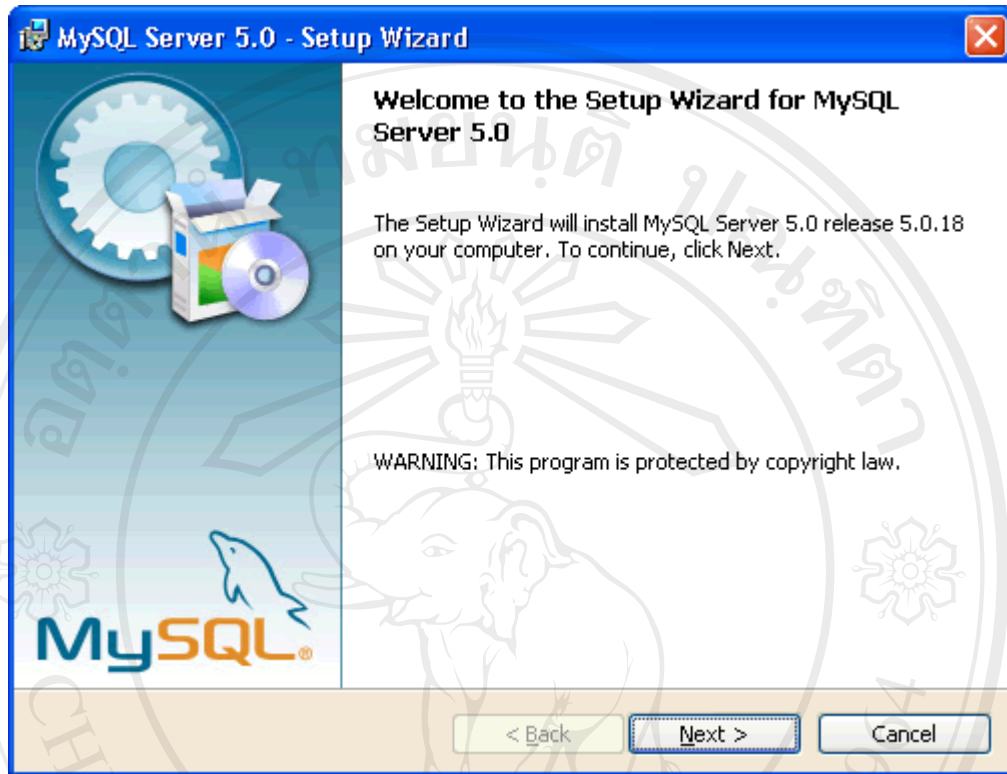 MySQL Server 5.0 - Setup Wizard
Welcome to the Setup Wizard for MySQL
Server 5.0
The Setup Wizard will install MySQL Server 5.0 release 5.0.18
on your computer. To continue, click Next.
WARNING: This program is protected by copyright law.
MySQL®
< Back
Next >
Cancel